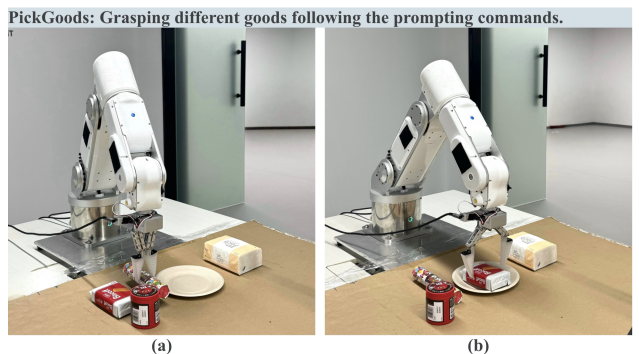 PickGoods: Grasping different goods following the prompting commands.
(a)
(b)